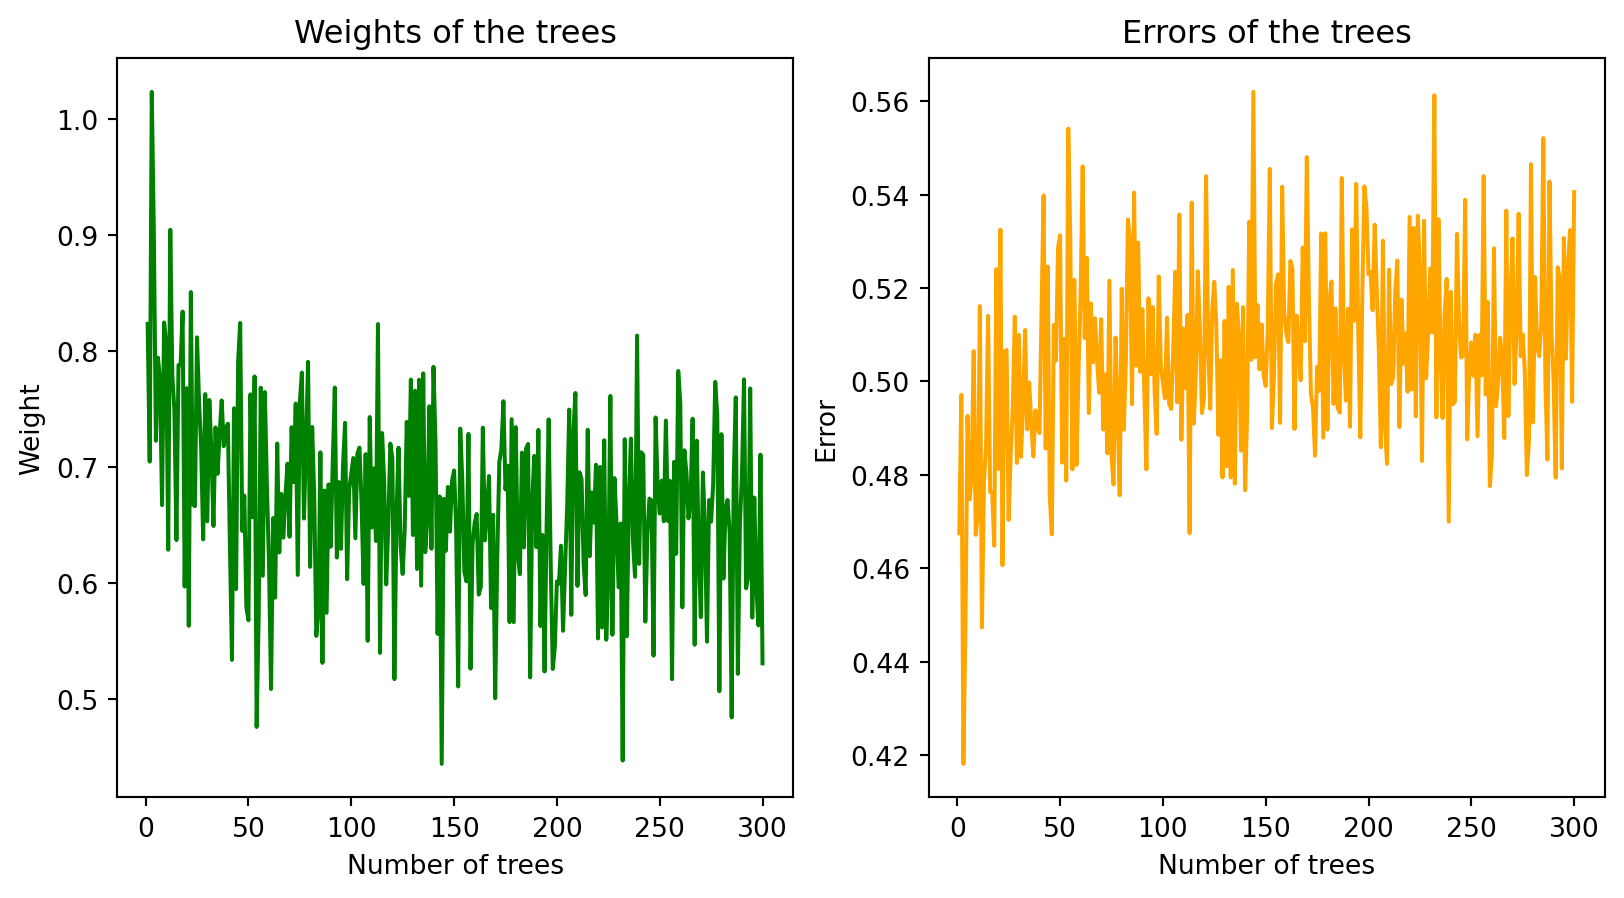 Weights of the trees
1.0
0.9
0.8
0.7
0.6
0.5
Weight
0 50 100 150 200 250 300
Number of trees
Errors of the trees
0.56
0.54
0.52
0.50
0.48
0.46
0.44
0.42
Error
0 50 100 150 200 250 300
Number of trees